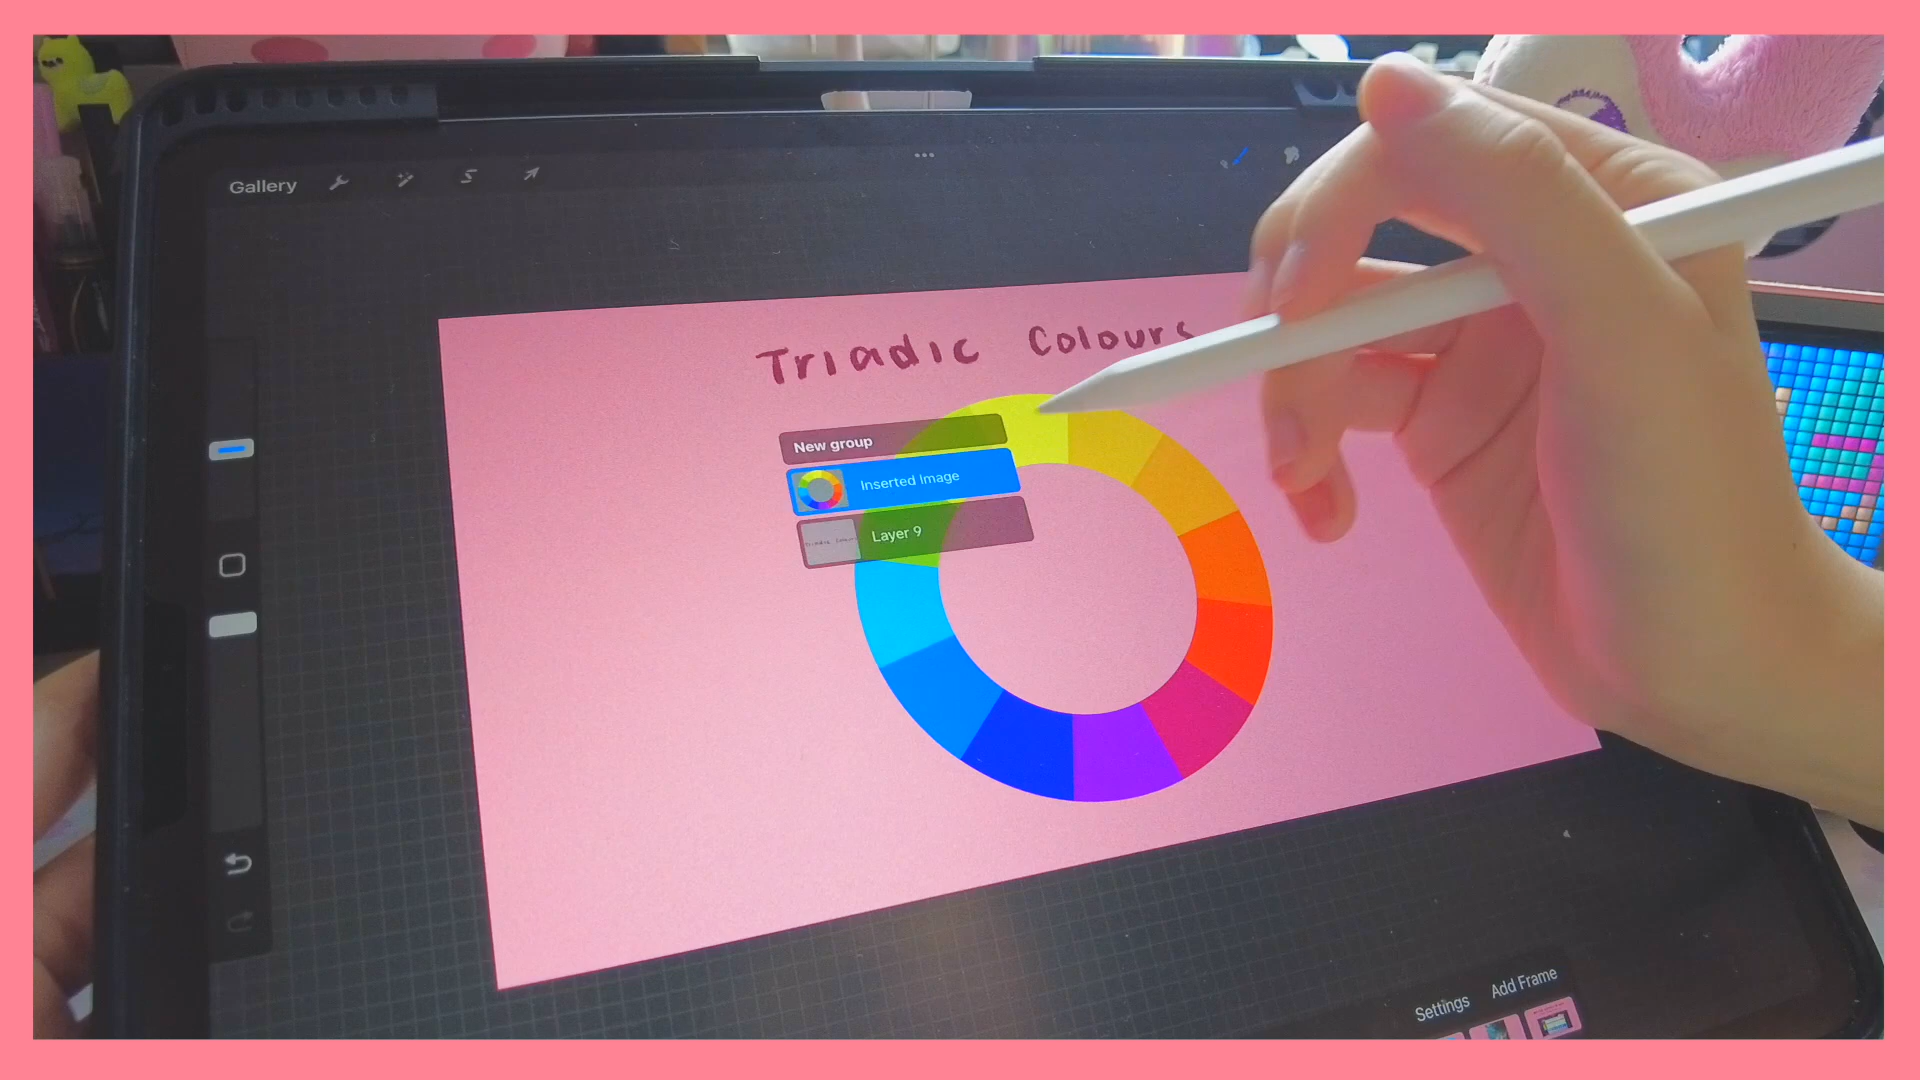 Gallery
Triadic Colours
New group
Inserted Image
Layer 9
Settings
Add Frame